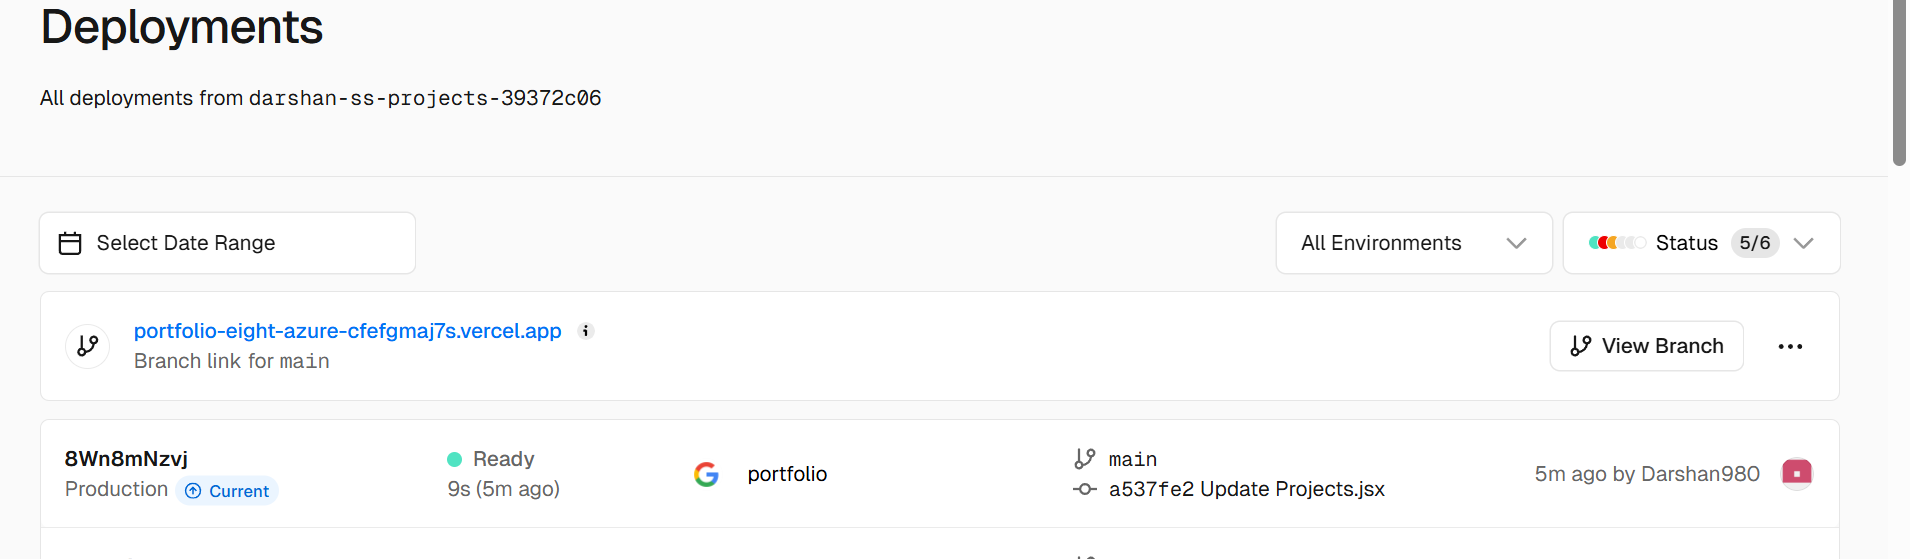 Deployments
All deployments from darshan-ss-projects-39372c06
Select Date Range
All Environments
Status 5/6
portfolio-eight-azure-cfefgmaj7s.vercel.app
Branch link for main
View Branch
8Wn8mNzvj
Production Current
Ready
9s (5m ago)
portfolio
main
a537fe2 Update Projects.jsx
5m ago by Darshan980